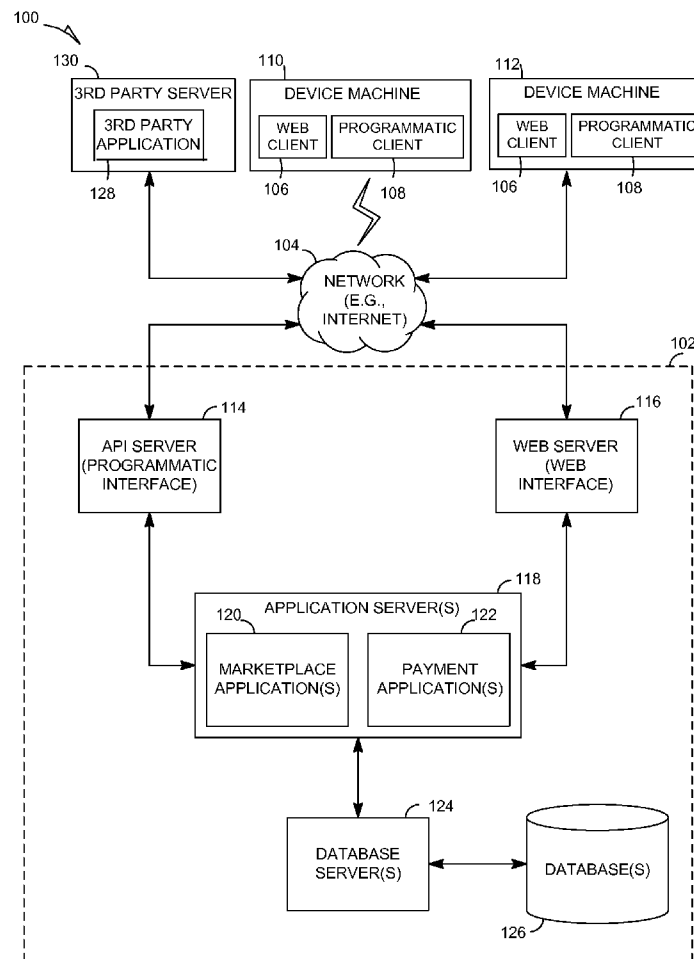 100
130
110
112
3RD PARTY SERVER
3RD PARTY
APPLICATION
128
DEVICE MACHINE
WEB
CLIENT
PROGRAMMATIC
CLIENT
106
108
DEVICE MACHINE
WEB
CLIENT
PROGRAMMATIC
CLIENT
106
108
104
NETWORK
(E.G.,
INTERNET)
102
114
API SERVER
(PROGRAMMATIC
INTERFACE)
116
WEB SERVER
(WEB
INTERFACE)
118
APPLICATION SERVER(S)
120
122
MARKETPLACE
APPLICATION(S)
PAYMENT
APPLICATION(S)
124
DATABASE
SERVER(S)
DATABASE(S)
126